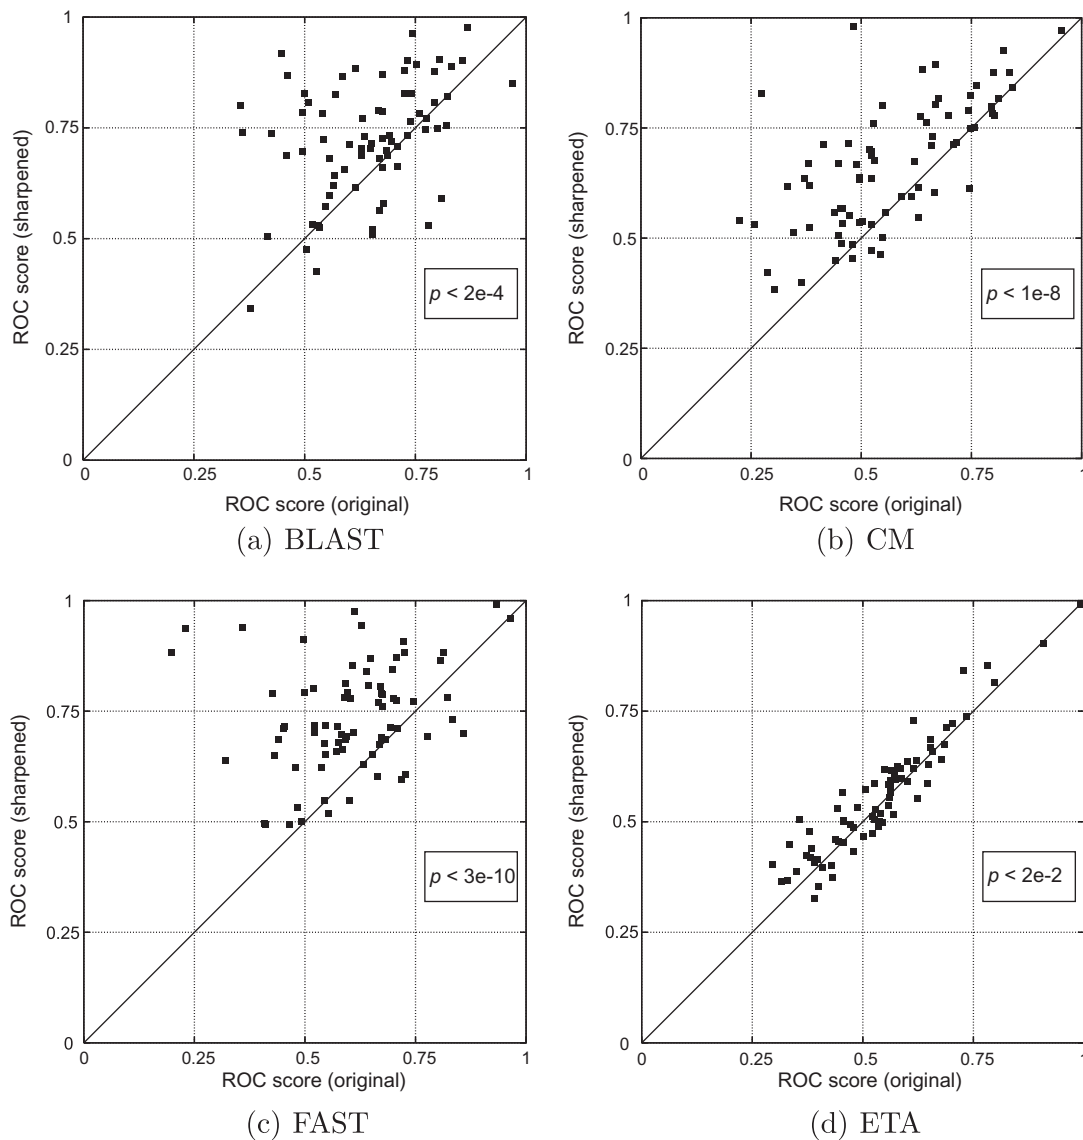 1
0.75
0.5
0.25
0
ROC score (sharpened)
p < 2e-4
0 0.25 0.5 0.75 1
ROC score (original)
(a) BLAST
1
0.75
0.5
0.25
0
ROC score (sharpened)
p < 1e-8
0 0.25 0.5 0.75 1
ROC score (original)
(b) CM
1
0.75
0.5
0.25
0
ROC score (sharpened)
p < 3e-10
0 0.25 0.5 0.75 1
ROC score (original)
(c) FAST
1
0.75
0.5
0.25
0
ROC score (sharpened)
p < 2e-2
0 0.25 0.5 0.75 1
ROC score (original)
(d) ETA